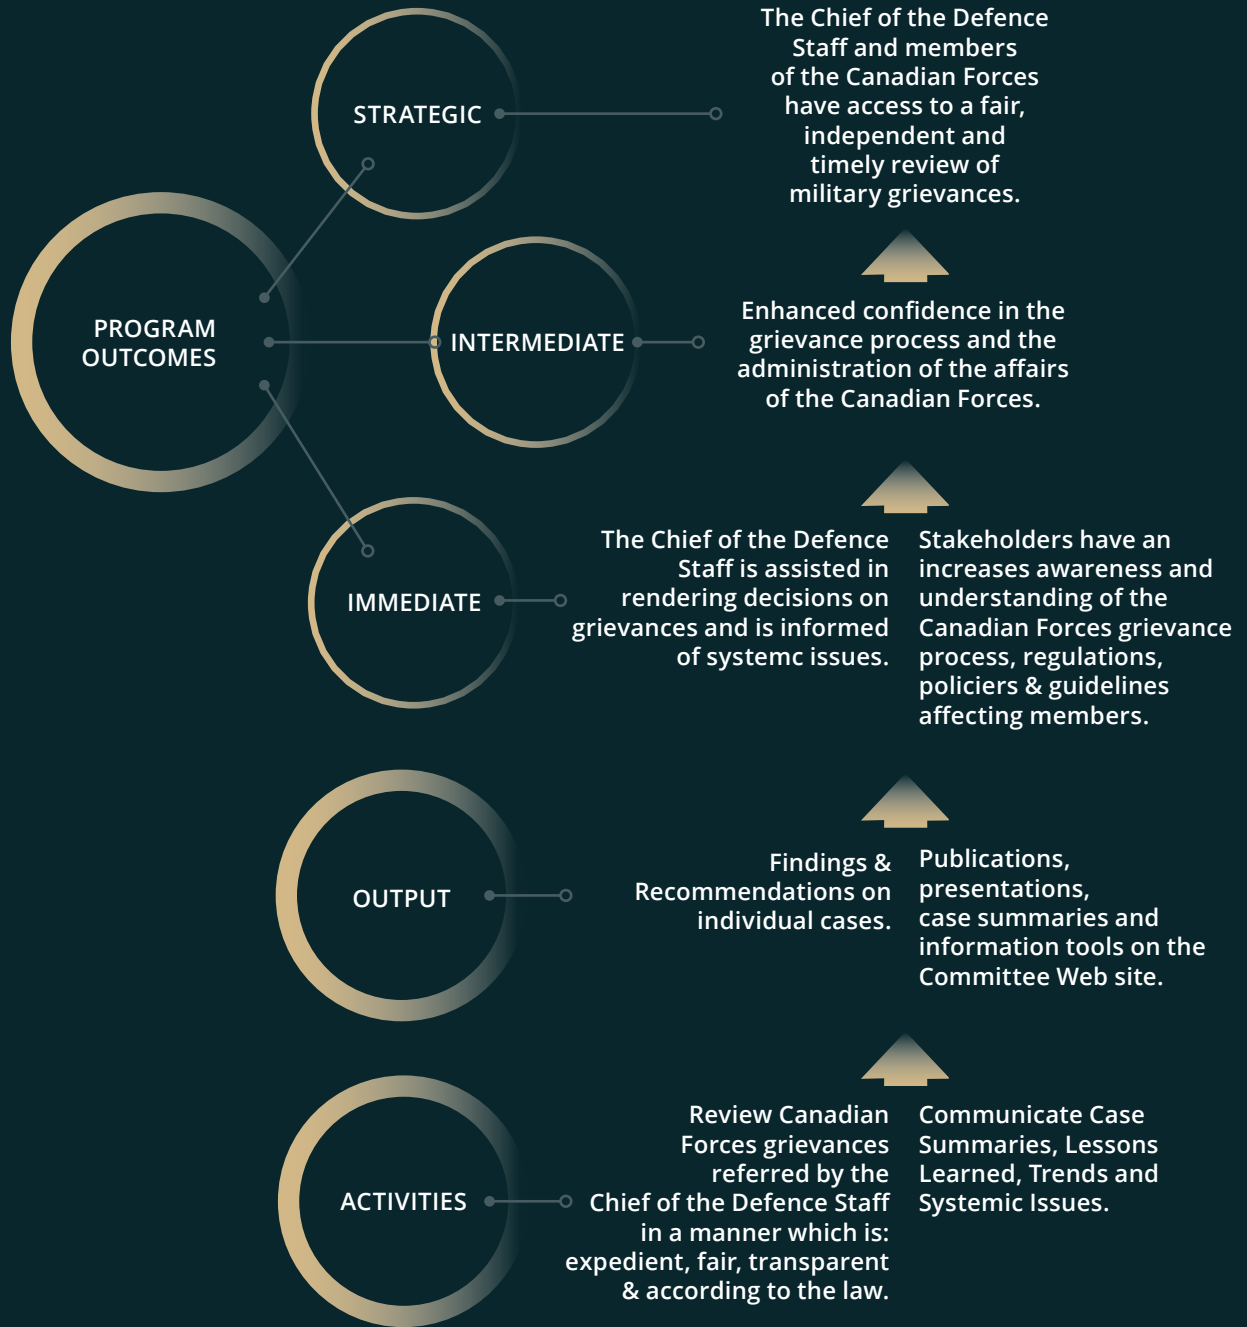 STRATEGIC
The Chief of the Defence
Staff and members
of the Canadian Forces
have access to a fair,
independent and
timely review of
military grievances.
PROGRAM
OUTCOMES
INTERMEDIATE
Enhanced confidence in the
grievance process and the
administration of the affairs
of the Canadian Forces.
IMMEDIATE
The Chief of the Defence
Staff is assisted in
rendering decisions on
grievances and is informed
of systemc issues.
Stakeholders have an
increases awareness and
understanding of the
Canadian Forces grievance
process, regulations,
policiers & guidelines
affecting members.
OUTPUT
Findings &
Recommendations on
individual cases.
Publications,
presentations,
case summaries and
information tools on the
Committee Web site.
ACTIVITIES
Review Canadian
Forces grievances
referred by the
Chief of the Defence Staff
in a manner which is:
expedient, fair, transparent
& according to the law.
Communicate Case
Summaries, Lessons
Learned, Trends and
Systemic Issues.